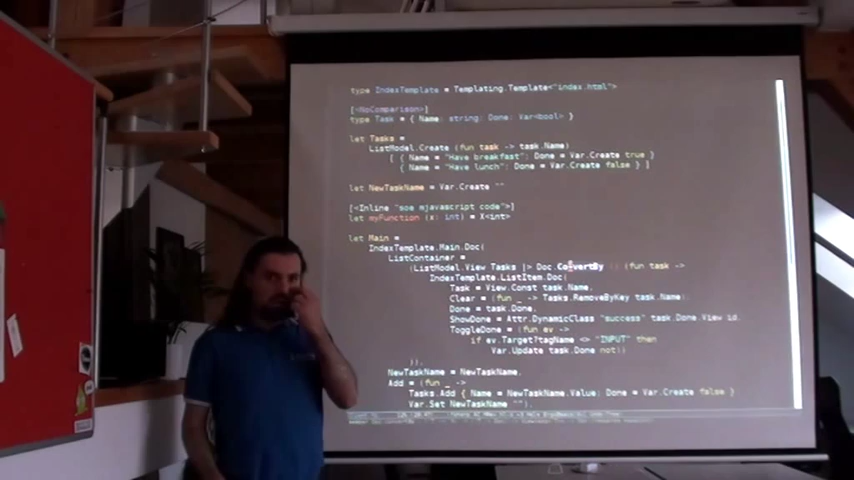 type IndexTemplate = Templating.Template<"index.html">
[<NoComparison>]
type Task = { Name: string; Done: Var<bool> }
let Tasks =
ListModel.Create (fun task -> task.Name)
[ { Name = "Have breakfast"; Done = Var.Create true }
{ Name = "Have lunch"; Done = Var.Create false } ]
let NewTaskName = Var.Create ""
[<Inline "soe mjavascript code">]
let myFunction (x: int) = X<int>
let Main =
IndexTemplate.Main.Doc(
ListContainer =
(ListModel.View Tasks |> Doc.ConvertBy () (fun task ->
IndexTemplate.ListItem.Doc(
Task = View.Const task.Name,
Clear = (fun _ -> Tasks.RemoveByKey task.Name),
Done = task.Done,
ShowDone = Attr.DynamicClass "success" task.Done.View id,
ToggleDone = (fun ev ->
if ev.Target?tagName <> "INPUT" then
Var.Update task.Done not)
)),
NewTaskName = NewTaskName,
Add = (fun _ ->
Tasks.Add { Name = NewTaskName.Value; Done = Var.Create false }
Var.Set NewTaskName ""),